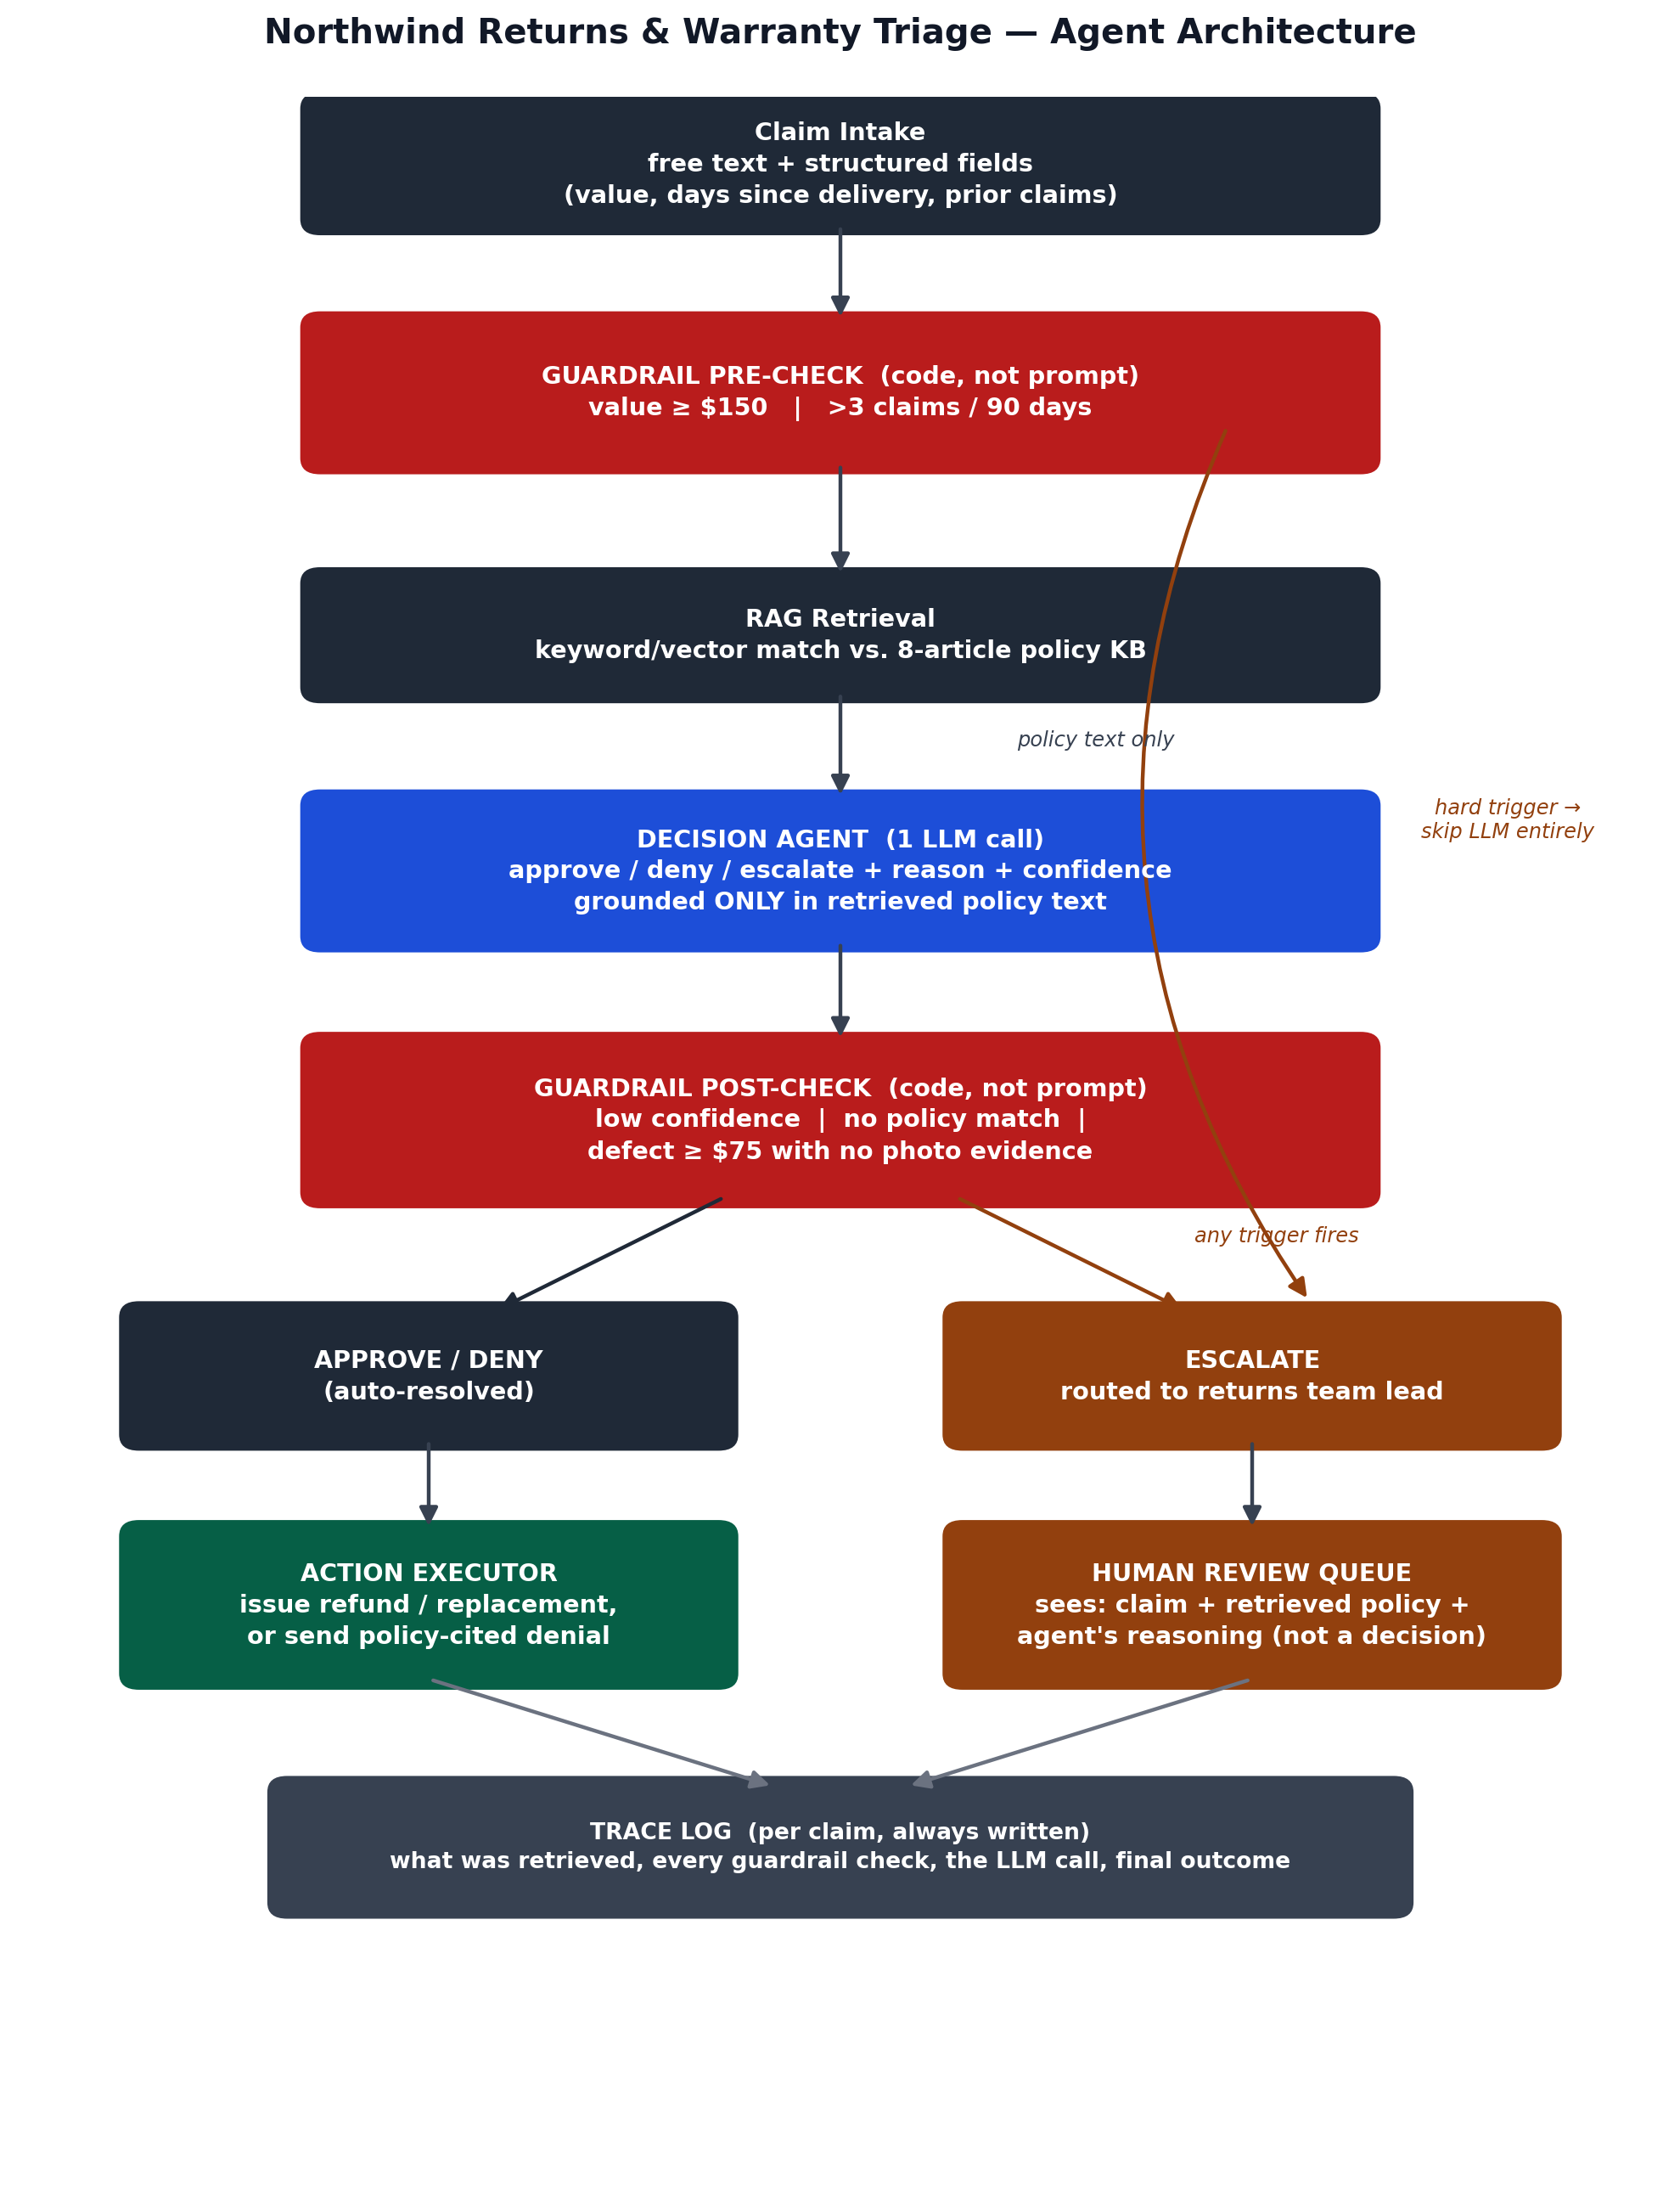 Northwind Returns & Warranty Triage — Agent Architecture
Claim Intake
free text + structured fields
(value, days since delivery, prior claims)
GUARDRAIL PRE-CHECK (code, not prompt)
value ≥ $150 | >3 claims / 90 days
RAG Retrieval
keyword/vector match vs. 8-article policy KB
policy text only
hard trigger →
skip LLM entirely
DECISION AGENT (1 LLM call)
approve / deny / escalate + reason + confidence
grounded ONLY in retrieved policy text
GUARDRAIL POST-CHECK (code, not prompt)
low confidence | no policy match |
defect ≥ $75 with no photo evidence
any trigger fires
APPROVE / DENY
(auto-resolved)
ESCALATE
routed to returns team lead
ACTION EXECUTOR
issue refund / replacement,
or send policy-cited denial
HUMAN REVIEW QUEUE
sees: claim + retrieved policy +
agent's reasoning (not a decision)
TRACE LOG (per claim, always written)
what was retrieved, every guardrail check, the LLM call, final outcome